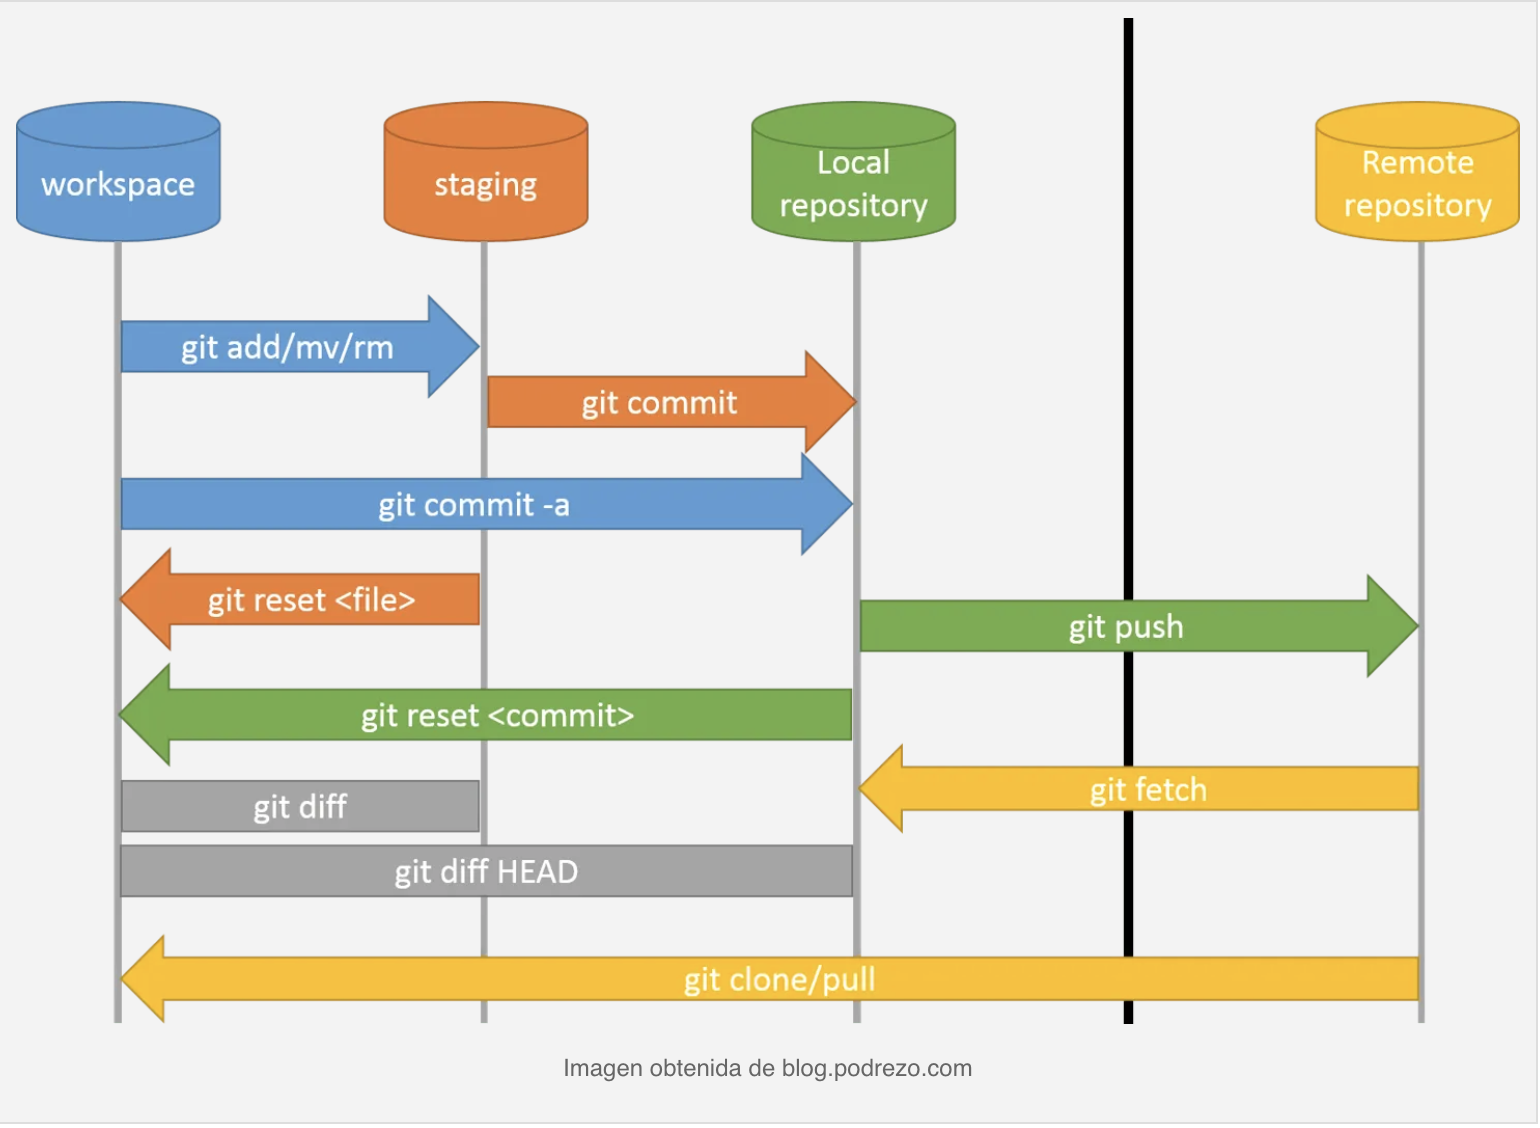 workspace
staging
Local
repository
Remote
repository
git add/mv/rm
git commit
git commit -a
git reset <file>
git push
git reset <commit>
git fetch
git diff
git diff HEAD
git clone/pull
Imagen obtenida de blog.podrezo.com